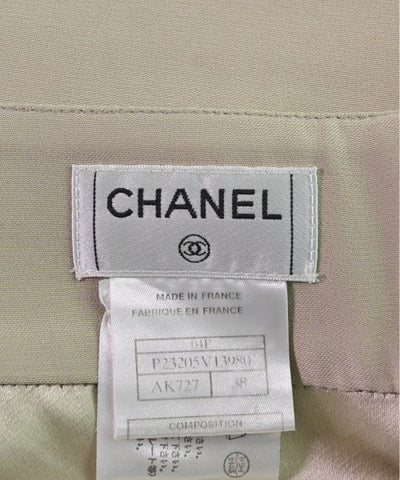 CHANEL
MADE IN FRANCE
FABRIQUE EN FRANCE
04P
P23205V13980
AK727 38
COMPOSITION